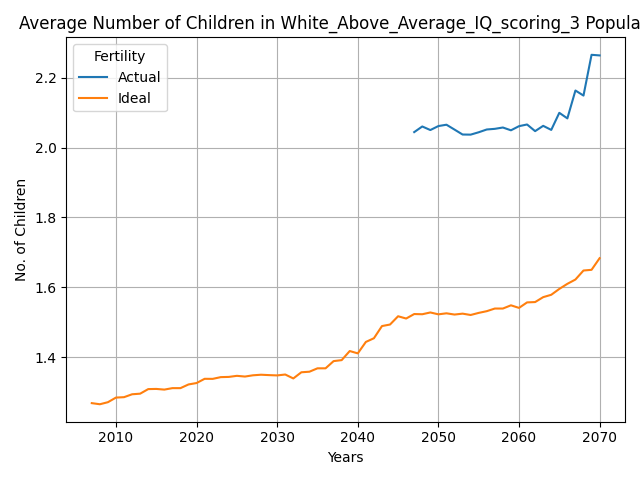 Average Number of Children in White_Above_Average_IQ_scoring_3 Popula
Fertility
Actual
Ideal
2.2
2.0
1.8
1.6
1.4
No. of Children
2010 2020 2030 2040 2050 2060 2070
Years